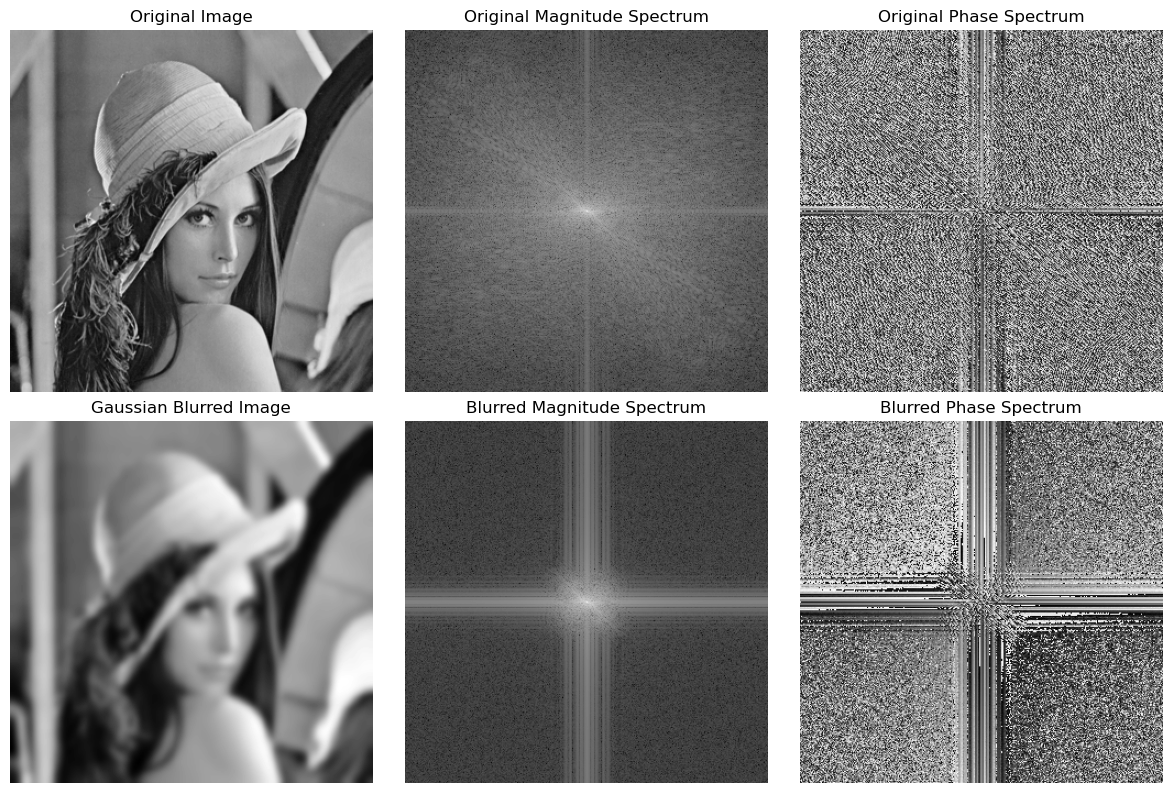 Original Image
Original Magnitude Spectrum
Original Phase Spectrum
Gaussian Blurred Image
Blurred Magnitude Spectrum
Blurred Phase Spectrum